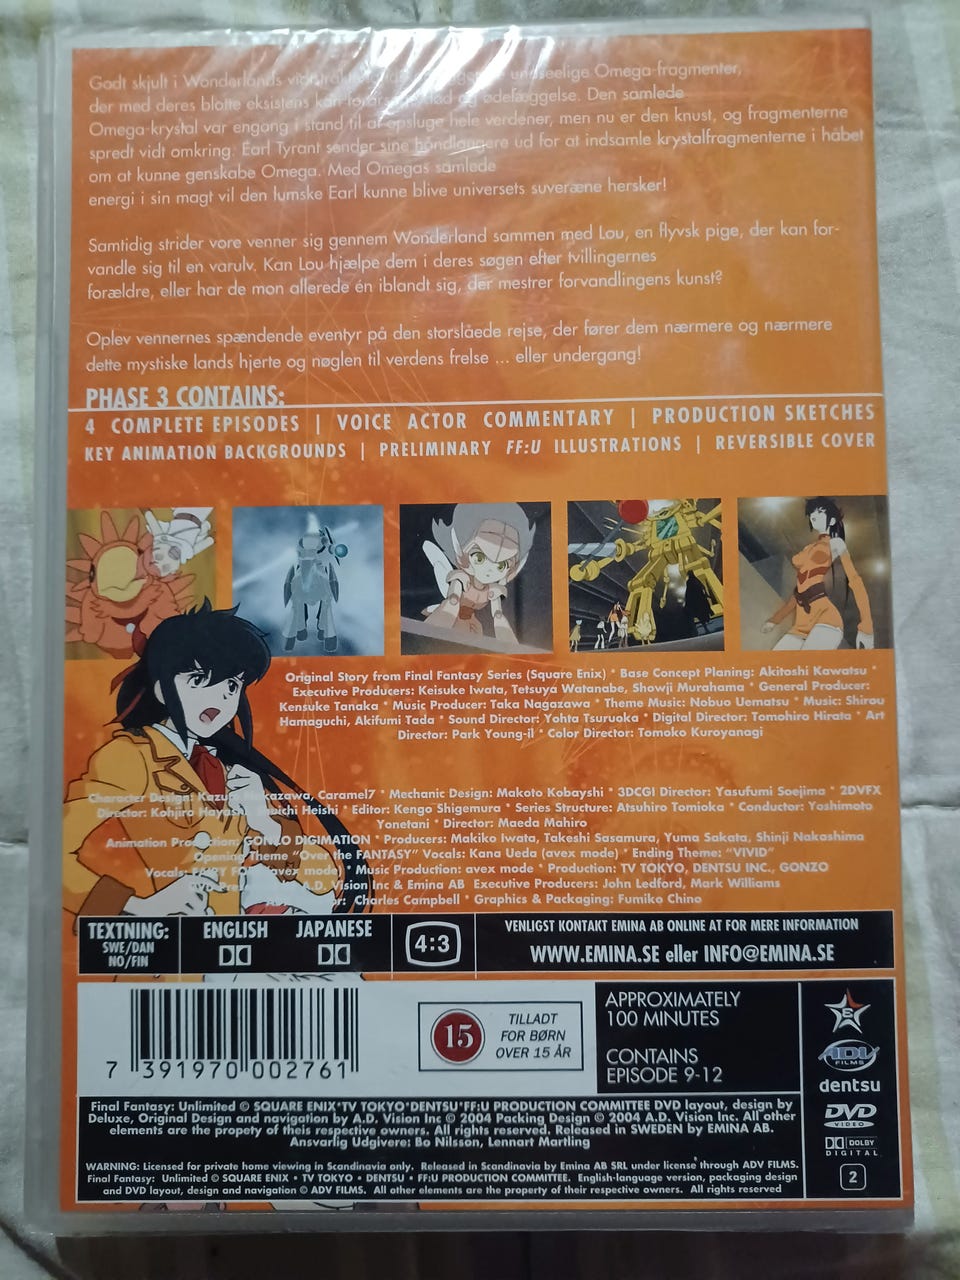 Godt skjult i Wonderlands undseelige Omega-fragmenter,
der med deres blotte eksistens kan død og ødelæggelse. Den samlede
Omega-krystal var engang i stand til at opsluge hele verdener, men nu er den knust, og fragmenterne
spredt vidt omkring. Earl Tyrant sender sine håndlangere ud for at indsamle krystalfragmenterne i håbet
om at kunne genskabe Omega. Med Omegas samlede
energi i sin magt vil den lumske Earl kunne blive universets suveræne hersker!
Samtidig strider vore venner sig gennem Wonderland sammen med Lou, en flyvsk pige, der kan for-
vandle sig til en varulv. Kan Lou hjælpe dem i deres søgen efter tvillingernes
forældre, eller har de mon allerede én iblandt sig, der mestrer forvandlingens kunst?
Oplev vennernes spændende eventyr på den storslåede rejse, der fører dem nærmere og nærmere
dette mystiske lands hjerte og nøglen til verdens frelse ... eller undergang!
PHASE 3 CONTAINS:
4 COMPLETE EPISODES | VOICE ACTOR COMMENTARY | PRODUCTION SKETCHES
KEY ANIMATION BACKGROUNDS | PRELIMINARY FF:U ILLUSTRATIONS | REVERSIBLE COVER
Original Story from Final Fantasy Series (Square Enix) * Base Concept Planing: Akitoshi Kawatsu *
Executive Producers: Keisuke Iwata, Tetsuya Watanabe, Showji Murahama * General Producer:
Kensuke Tanaka * Music Producer: Taka Nagazawa * Theme Music: Nobuo Uematsu * Music: Shirou
Hamaguchi, Akifumi Tada * Sound Director: Yohta Tsuruoka * Digital Director: Tomohiro Hirata * Art
Director: Park Young-il * Color Director: Tomoko Kuroyanagi
Character Design: Caramel7 * Mechanic Design: Makoto Kobayshi * 3DCGI Director: Yasufumi Soejima * 2DVFX
Director: Kohjiro Heishi * Editor: Kengo Shigemura * Series Structure: Atsuhiro Tomioka * Conductor: Yoshimoto
Yonetani * Director: Maeda Mahiro
Animation GONZO DIGIMATION * Producers: Makiko Iwata, Takeshi Sasamura, Yuma Sakata, Shinji Nakashima
Opening Theme "Over the FANTASY" Vocals: Kana Ueda (avex mode) * Ending Theme: "VIVID"
Vocals: (avex mode) * Music Production: avex mode * Production: TV TOKYO, DENTSU INC., GONZO
A.D. Vision Inc & Emina AB Executive Producers: John Ledford, Mark Williams
Charles Campbell * Graphics & Packaging: Fumiko Chino
TEXTNING:
SWE/DAN
NO/FIN
ENGLISH
JAPANESE
4:3
VENLIGST KONTAKT EMINA AB ONLINE AT FOR MERE INFORMATION
WWW.EMINA.SE eller INFO@EMINA.SE
7 391970 002761
15
TILLADT
FOR BØRN
OVER 15 ÅR
APPROXIMATELY
100 MINUTES
CONTAINS
EPISODE 9-12
E
ADV
FILMS
dentsu
DVD
VIDEO
DOLBY
DIGITAL
2
Final Fantasy: Unlimited © SQUARE ENIX*TV TOKYO*DENTSU*FF:U PRODUCTION COMMITTEE DVD layout, design by
Deluxe, Original Design and navigation by A.D. Vision Inc © 2004 Packing Design © 2004 A.D. Vision Inc. All other
elements are the propety of theis respective owners. All rights reserved. Released in SWEDEN by EMINA AB.
Ansvarlig Udgivere: Bo Nilsson, Lennart Martling
WARNING: Licensed for private home viewing in Scandinavia only. Released in Scandinavia by Emina AB SRL under license through ADV FILMS.
Final Fantasy: Unlimited © SQUARE ENIX • TV TOKYO • DENTSU • FF:U PRODUCTION COMMITTEE. English-language version, packaging design
and DVD layout, design and navigation © ADV FILMS. All other elements are the property of their respective owners. All rights reserved